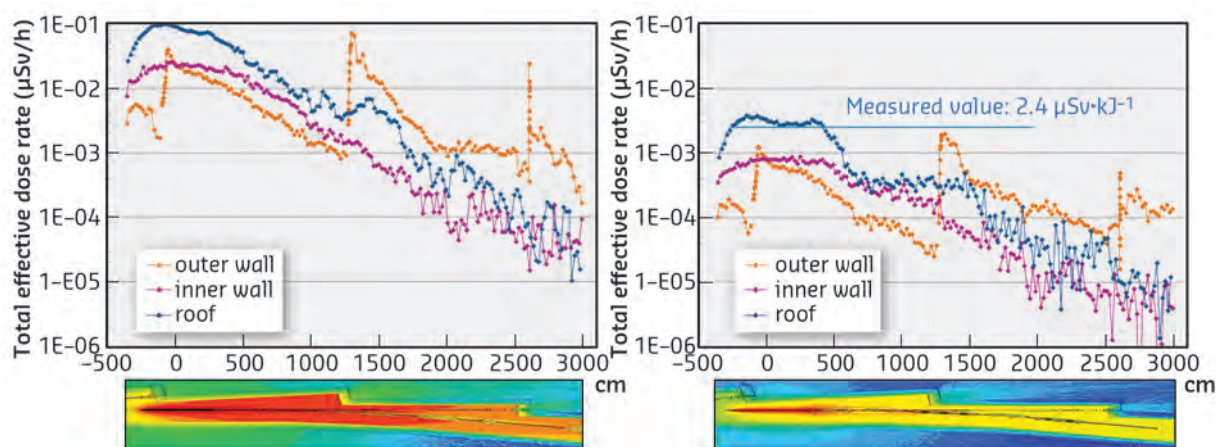 Total effective dose rate (µSv/h)
1E–01
1E–02
1E–03
1E–04
1–E05
1E–06
outer wall
inner wall
roof
–500 0 500 1000 1500 2000 2500 3000
cm
Total effective dose rate (µSv/h)
1E–01
1E–02
1E–03
1E–04
1E–05
1E–06
Measured value: 2.4 µSv·kJ–1
outer wall
inner wall
roof
–500 0 500 1000 1500 2000 2500 3000
cm